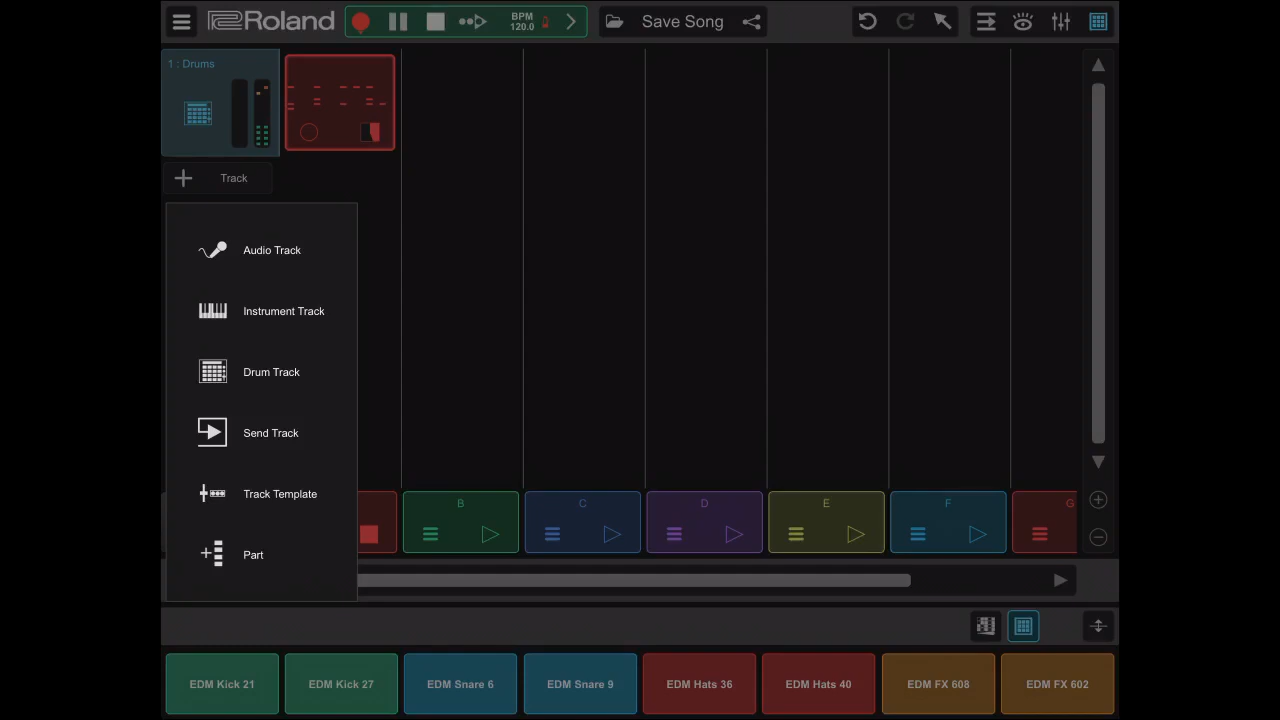 Roland
BPM
120.0
Save Song
1 : Drums
Track
Audio Track
Instrument Track
Drum Track
Send Track
Track Template
Part
B
C
D
E
F
G
EDM Kick 21
EDM Kick 27
EDM Snare 6
EDM Snare 9
EDM Hats 36
EDM Hats 40
EDM FX 608
EDM FX 602